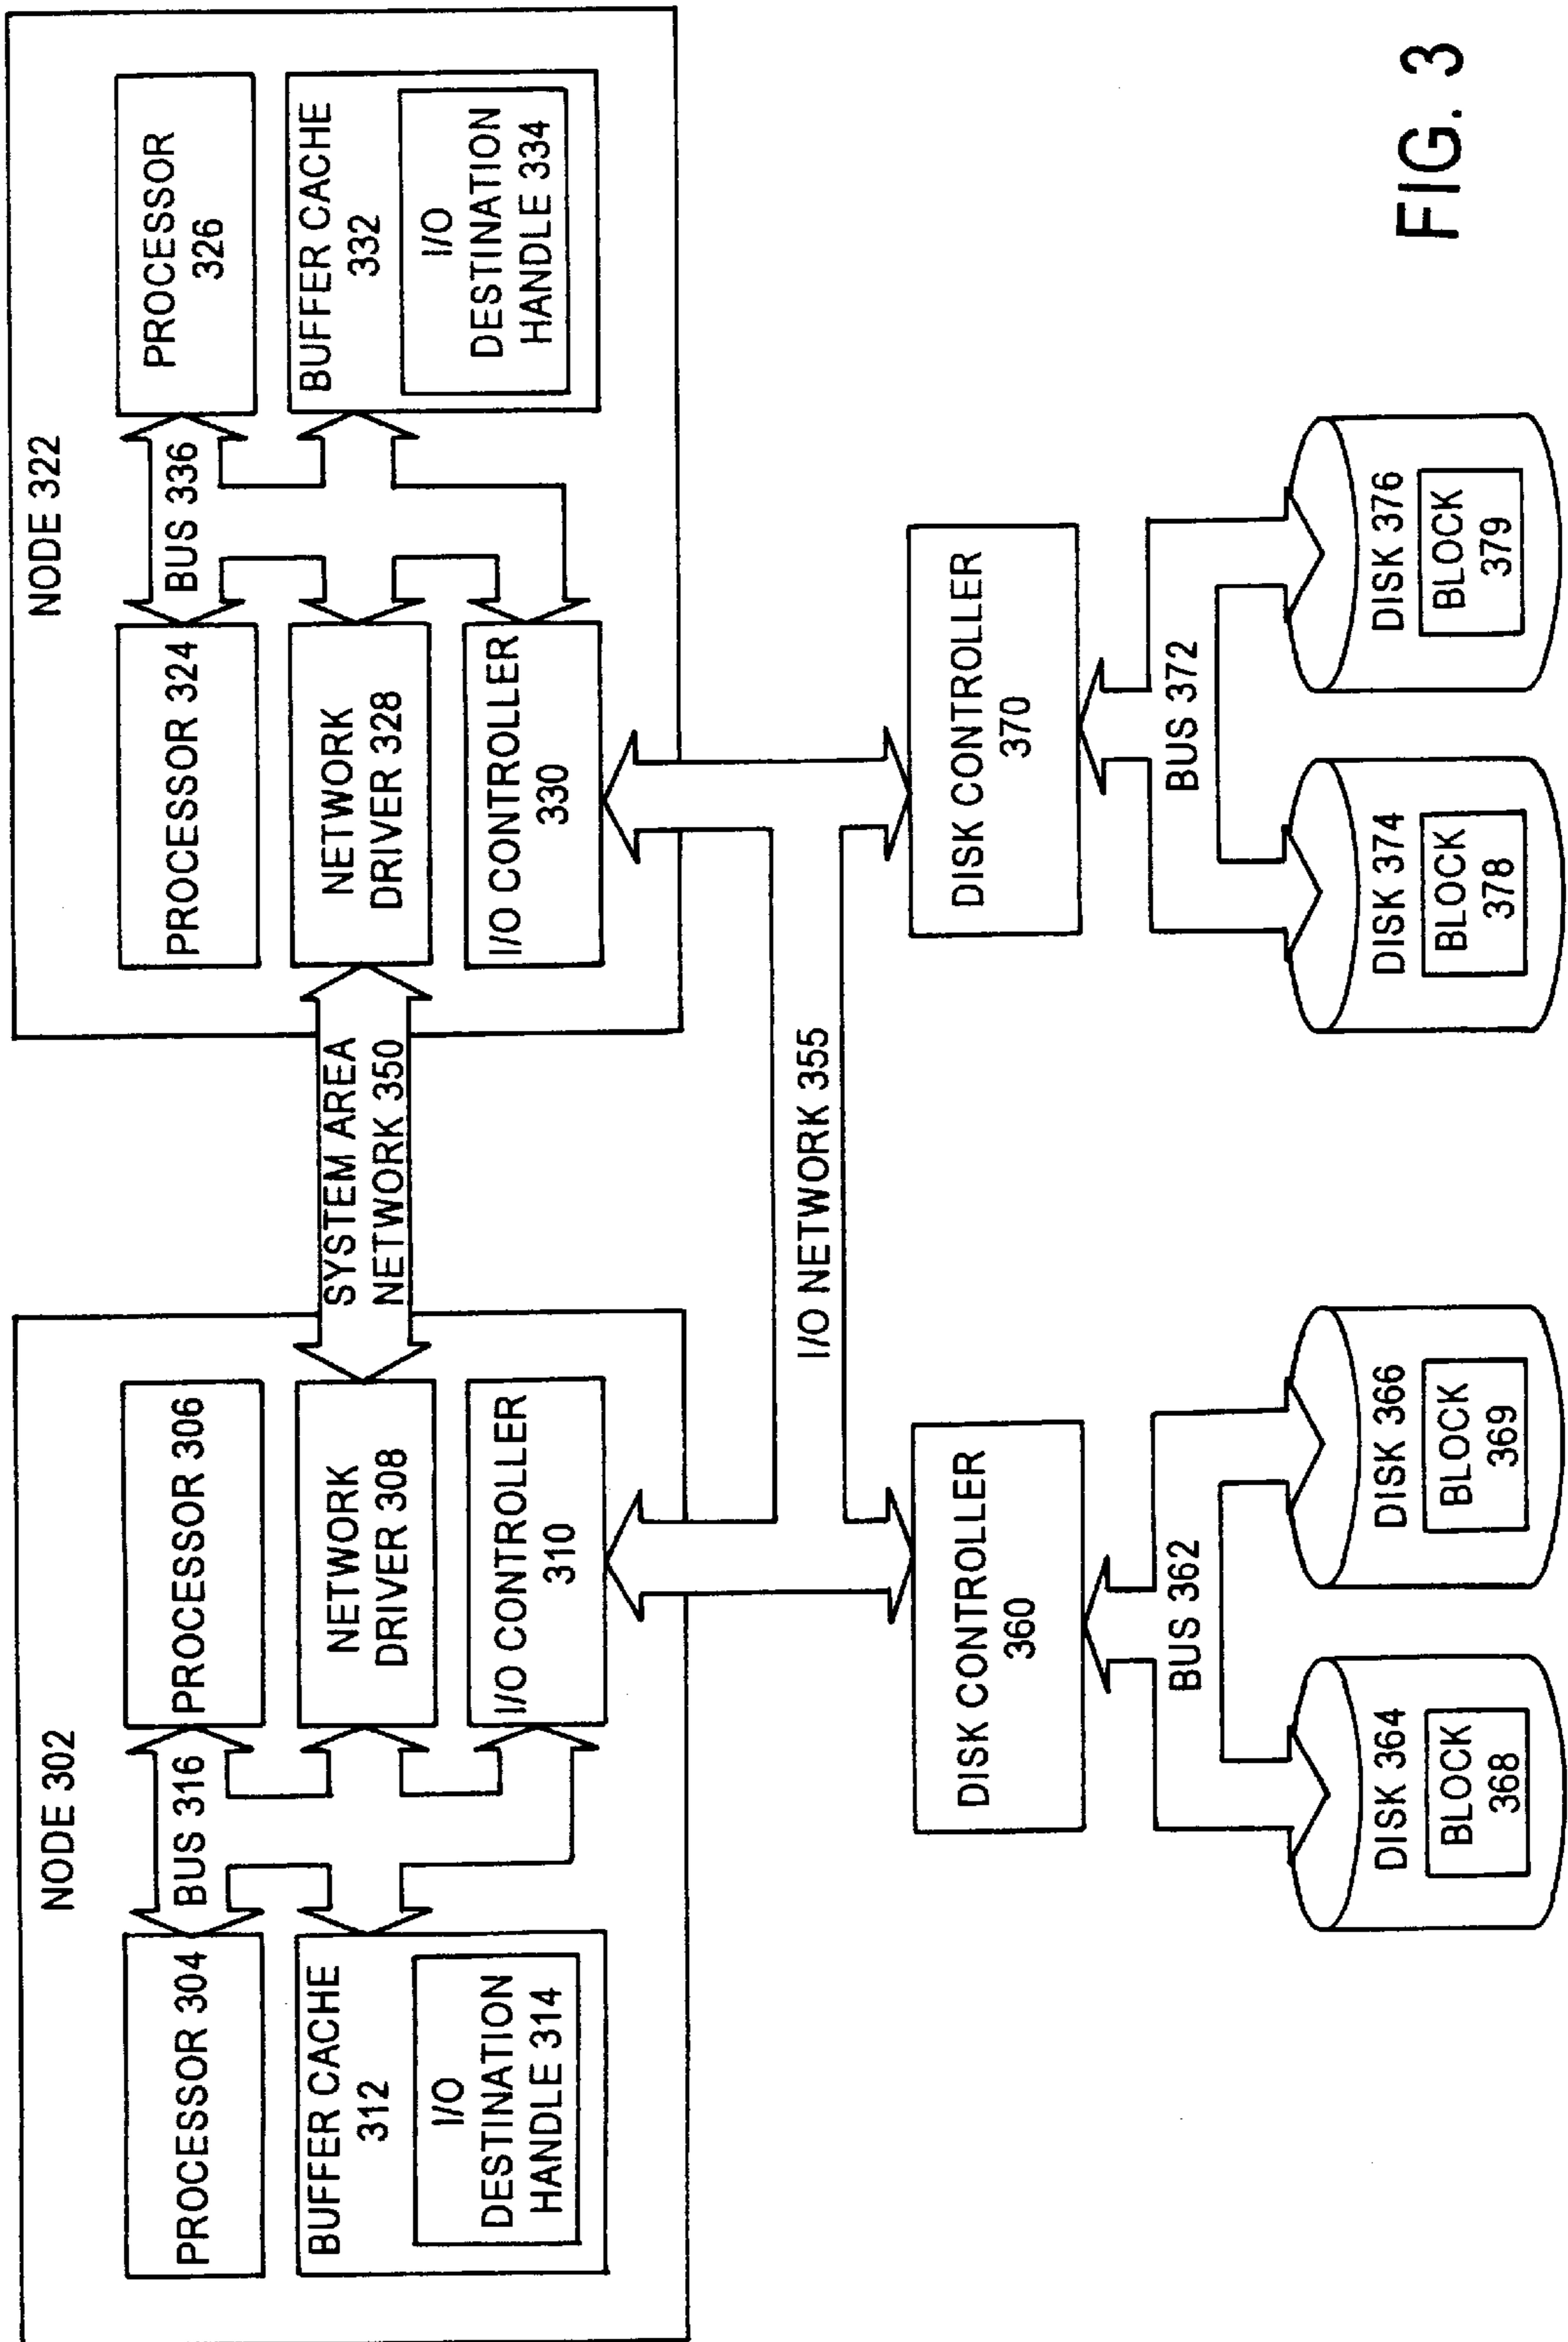 NODE 302
PROCESSOR 304
BUS 316
PROCESSOR 306
BUFFER CACHE
312
I/O
DESTINATION
HANDLE 314
NETWORK
DRIVER 308
I/O CONTROLLER
310
SYSTEM AREA
NETWORK 350
NODE 322
PROCESSOR 324
BUS 336
PROCESSOR
326
NETWORK
DRIVER 328
I/O CONTROLLER
330
BUFFER CACHE
332
I/O
DESTINATION
HANDLE 334
I/O NETWORK 355
DISK CONTROLLER
360
BUS 362
DISK 364
BLOCK
368
DISK 366
BLOCK
369
DISK CONTROLLER
370
BUS 372
DISK 374
BLOCK
378
DISK 376
BLOCK
379
FIG. 3